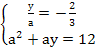 { y/a = −2/3
a² + ay = 12